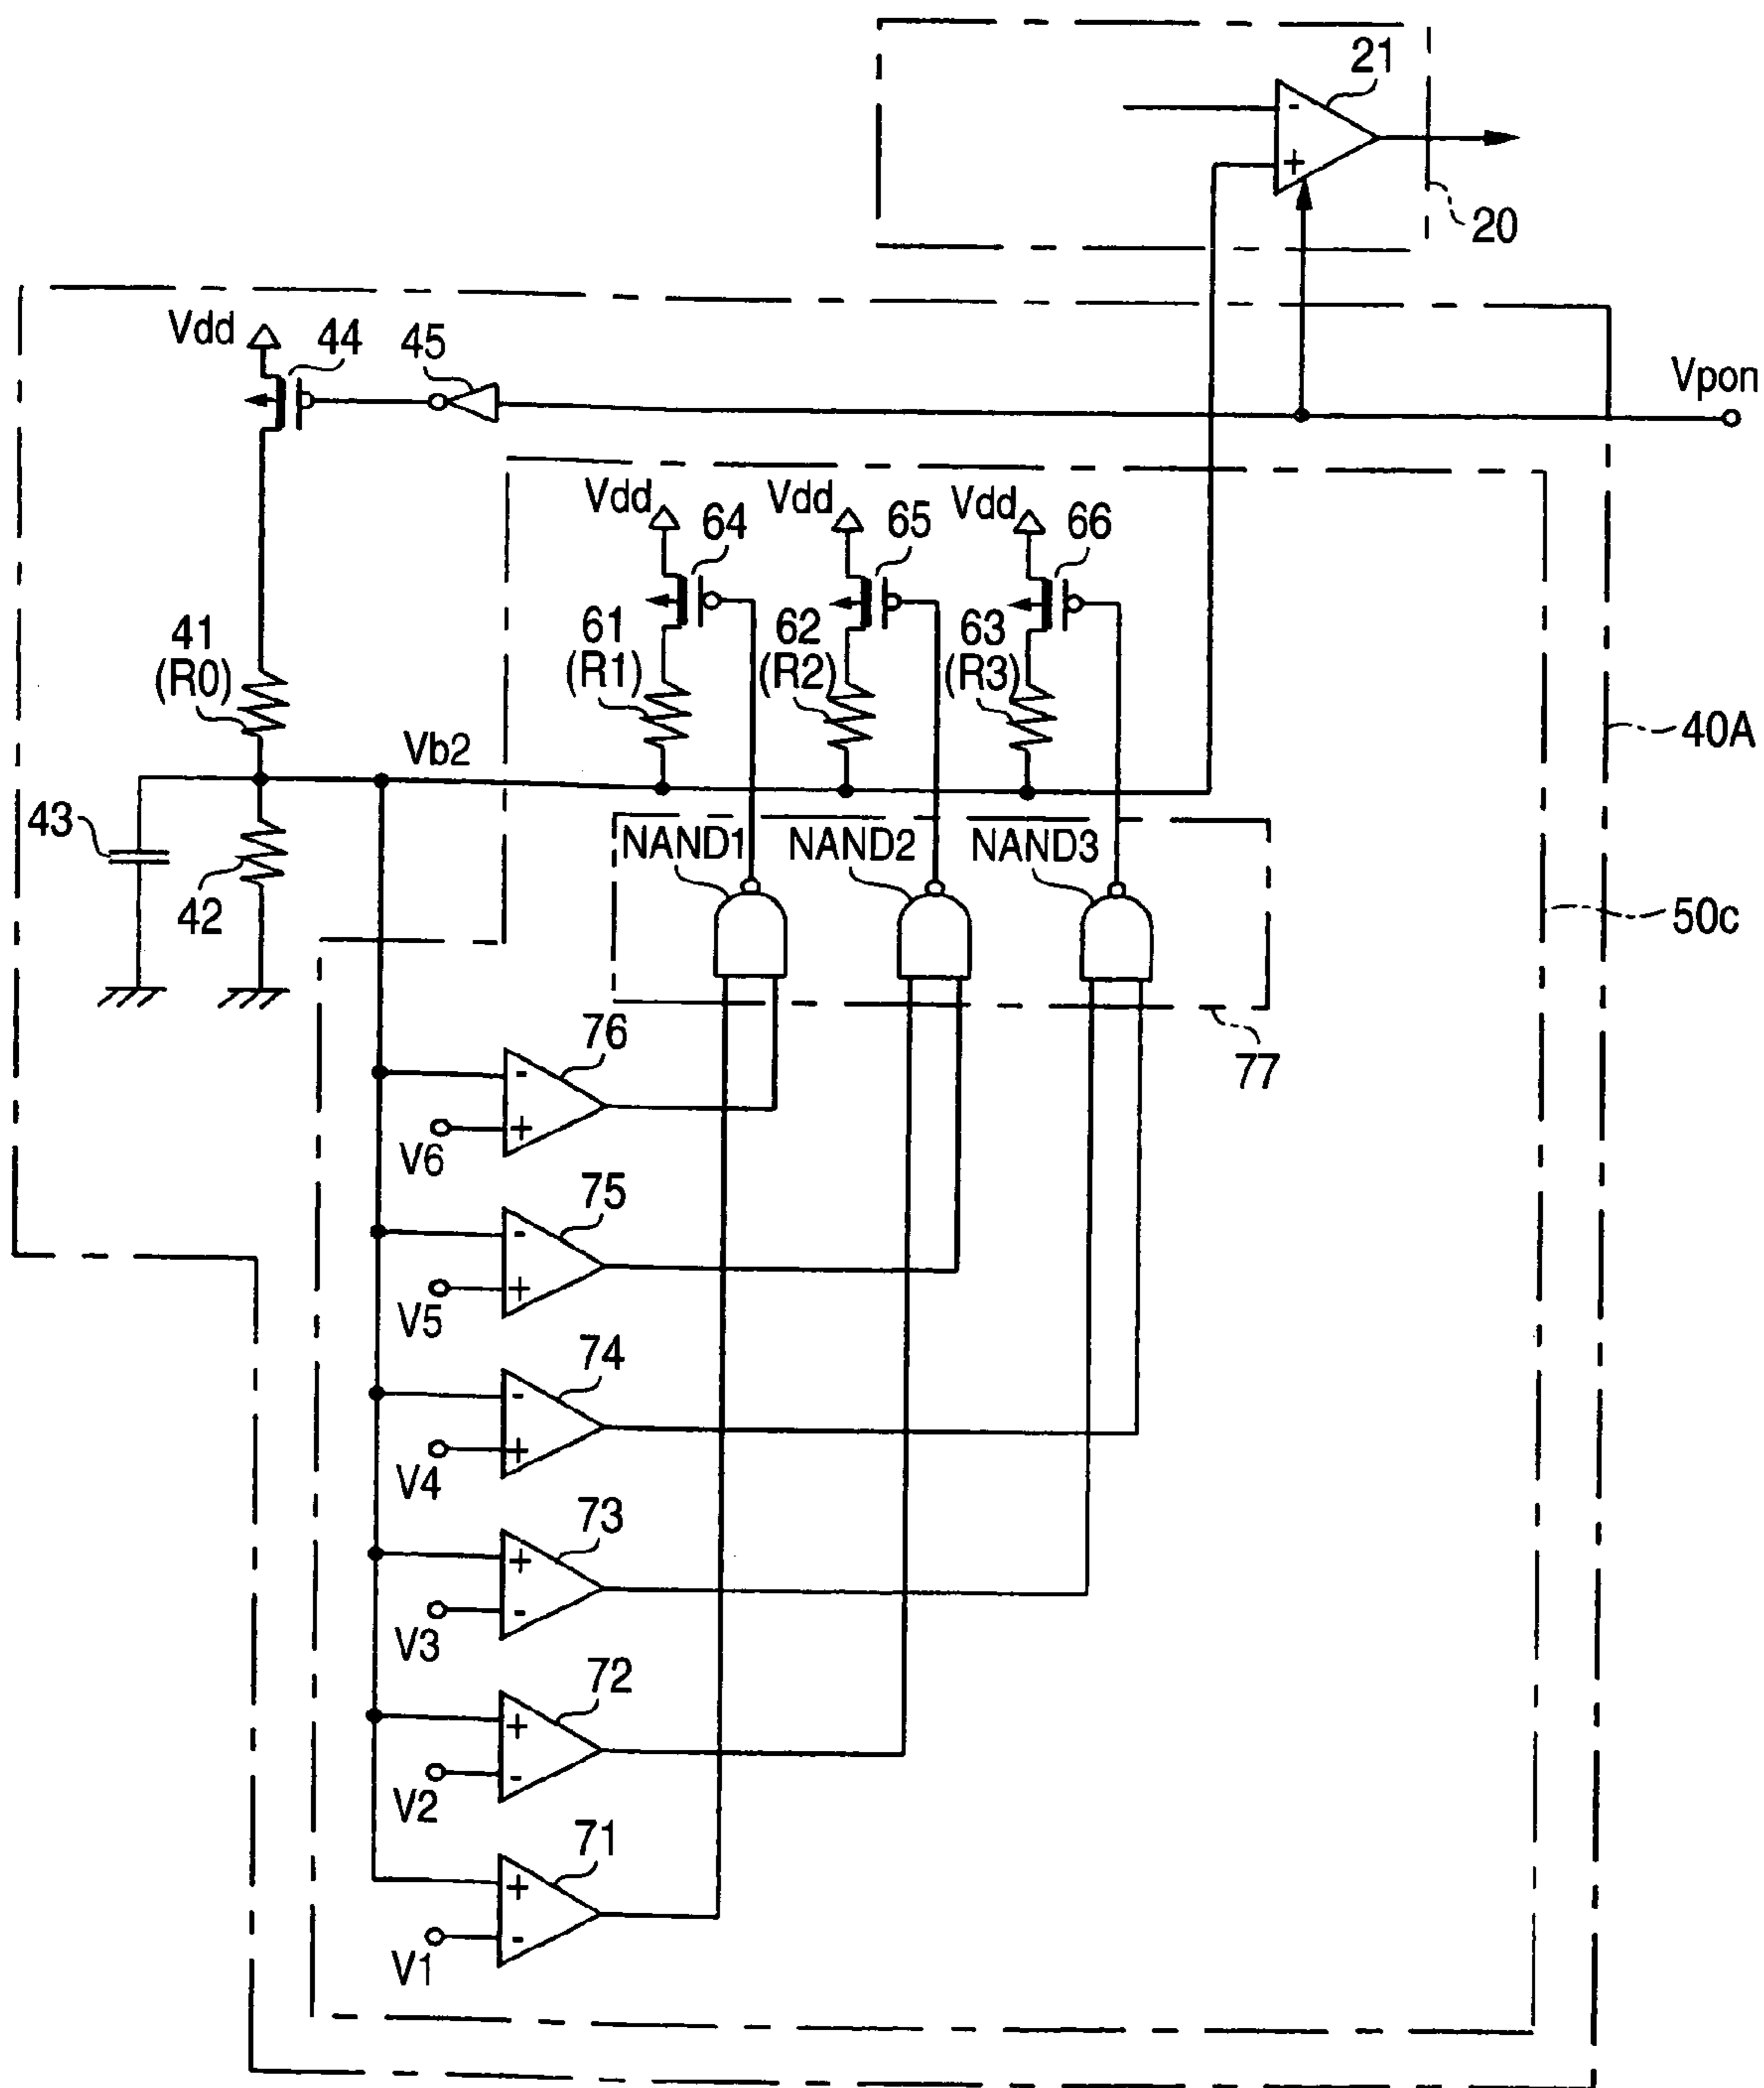 21
-
+
20
Vdd
44
45
Vpon
Vdd
64
Vdd
65
Vdd
66
41
(R0)
61
(R1)
62
(R2)
63
(R3)
40A
Vb2
43
42
NAND1
NAND2
NAND3
50c
77
76
-
+
V6
75
-
+
V5
74
-
+
V4
73
+
-
V3
72
+
-
V2
71
+
-
V1